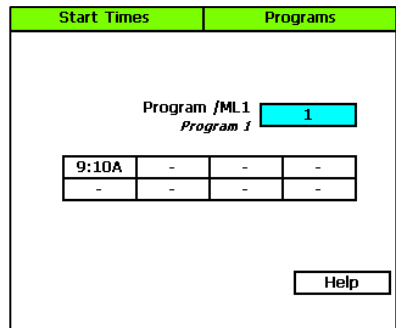 Start Times Programs
Program /ML1 1
Program 1
9:10A - - -
- - - -
Help